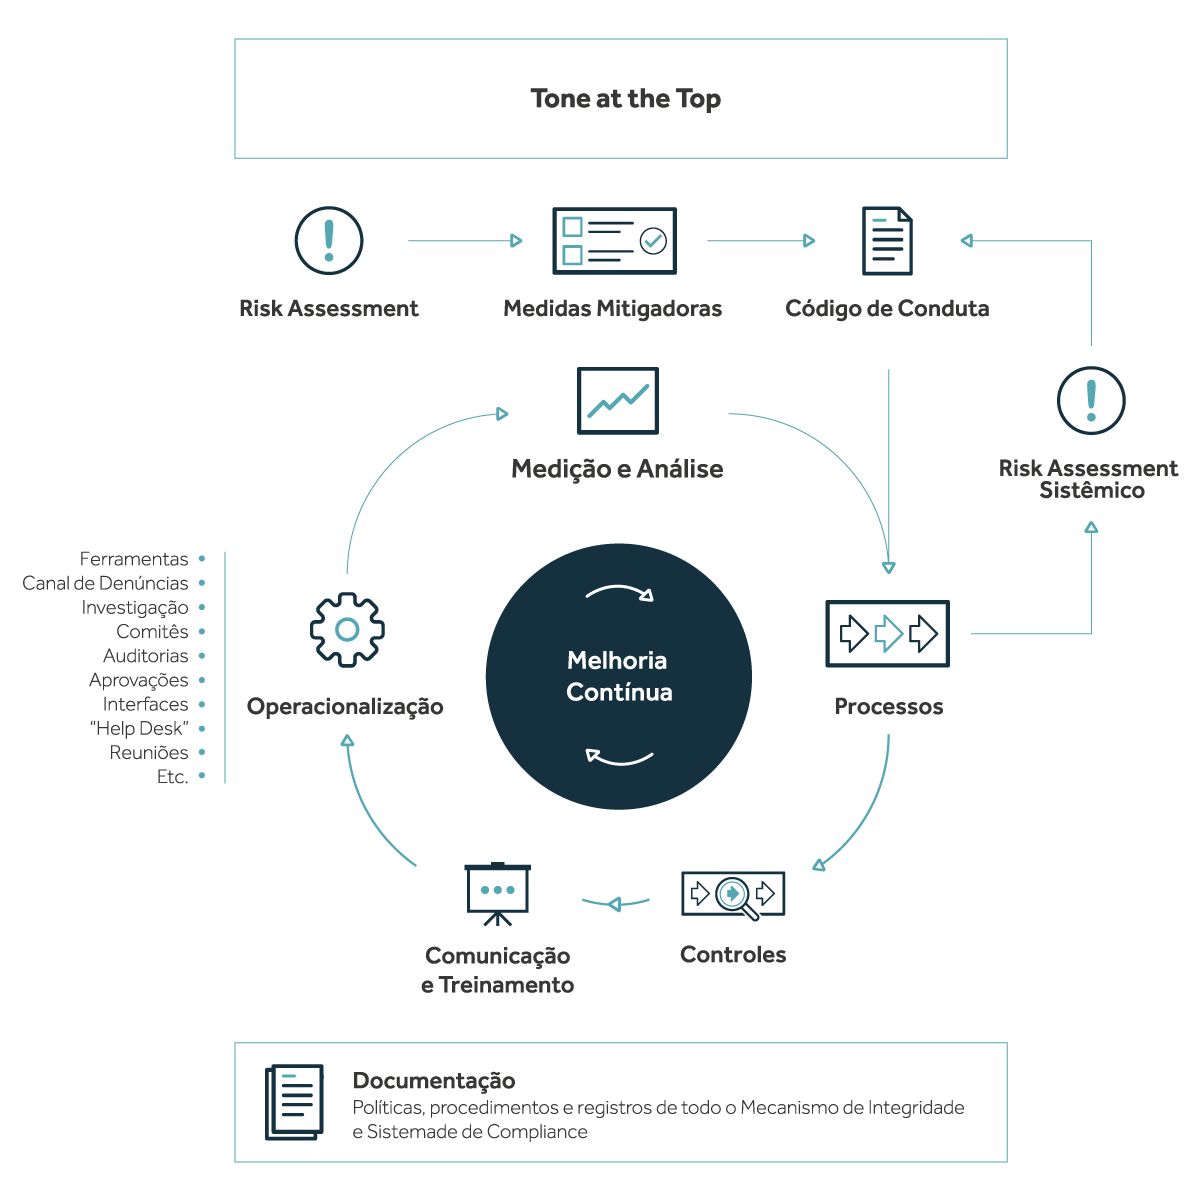 Tone at the Top
Risk Assessment
Medidas Mitigadoras
Código de Conduta
Medição e Análise
Risk Assessment
Sistêmico
Ferramentas
Canal de Denúncias
Investigação
Comitês
Auditorias
Aprovações
Interfaces
“Help Desk”
Reuniões
Etc.
Operacionalização
Melhoria
Contínua
Processos
Comunicação
e Treinamento
Controles
Documentação
Políticas, procedimentos e registros de todo o Mecanismo de Integridade
e Sistemade de Compliance